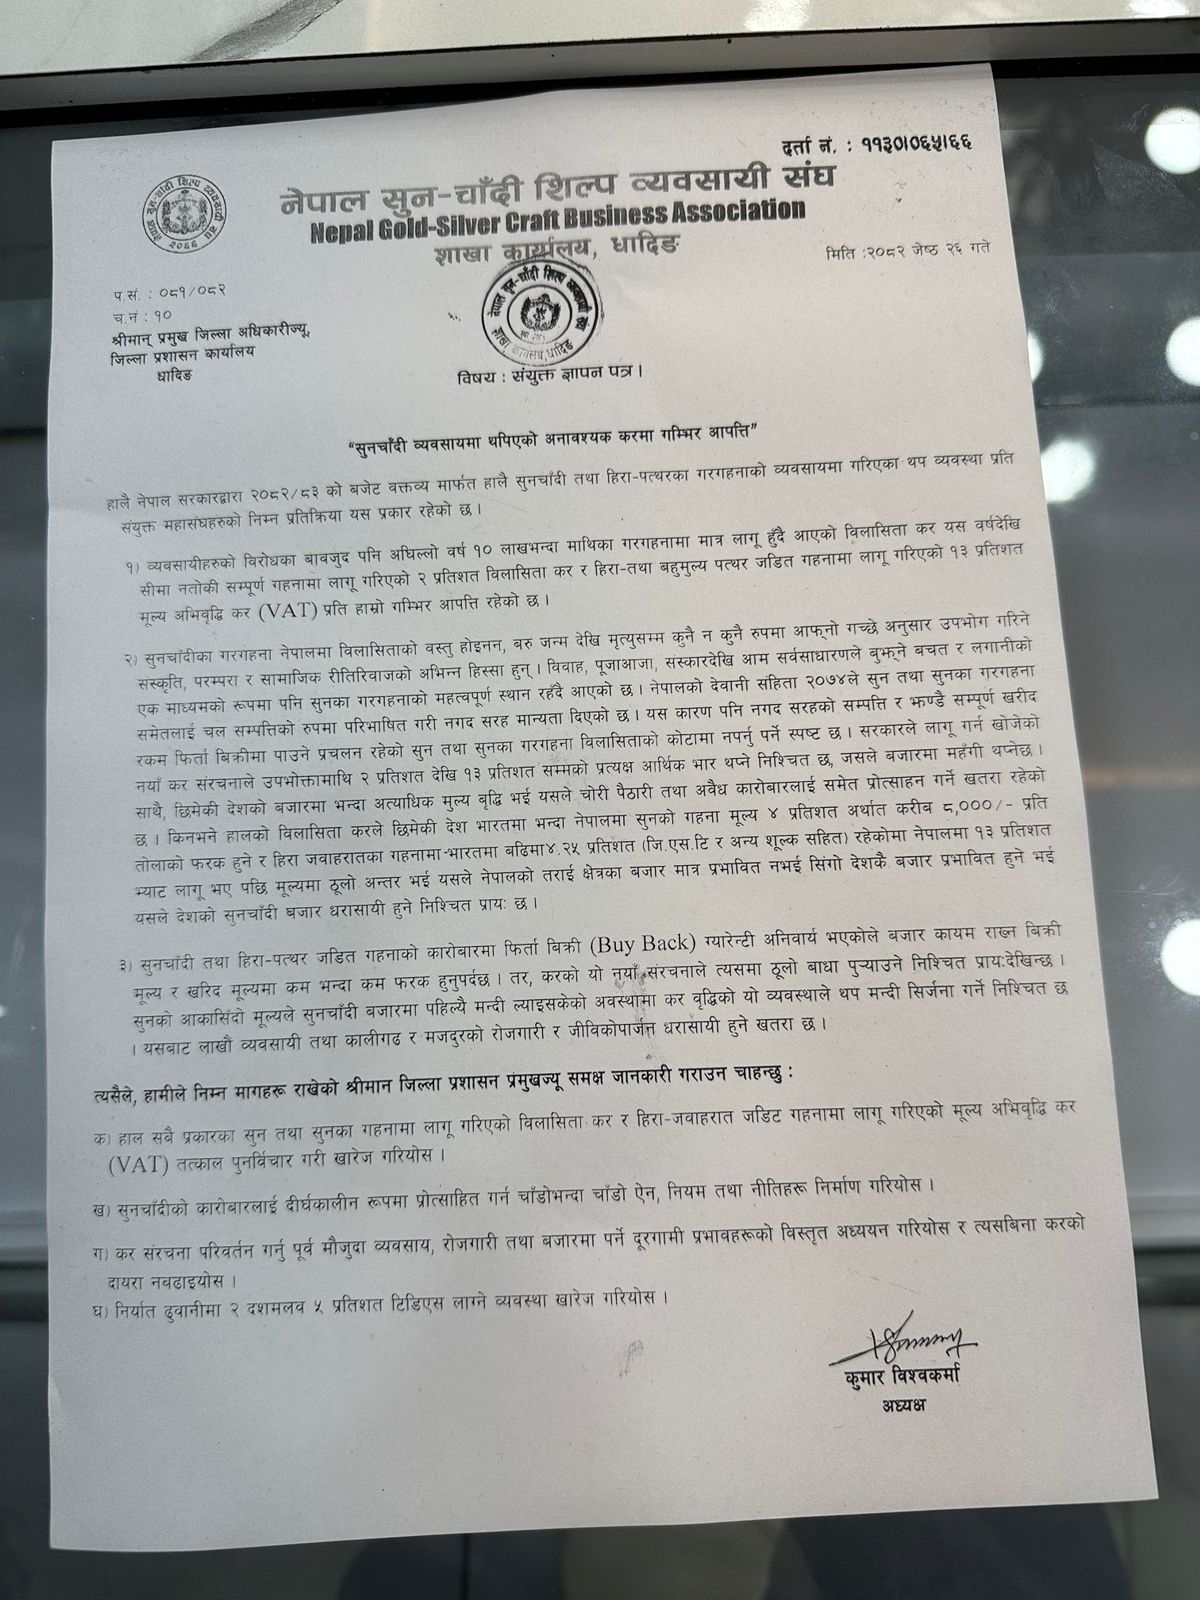 दर्ता नं. : ११३०।०६५।६६
नेपाल सुन-चाँदी शिल्प व्यवसायी संघ
Nepal Gold-Silver Craft Business Association
शाखा कार्यालय, धादिङ
मिति :२०८२ जेष्ठ २६ गते
प.सं. : ०८१/०८२
च.नं : १०
श्रीमान् प्रमुख जिल्ला अधिकारीज्यू,
जिल्ला प्रशासन कार्यालय
धादिङ
विषय : संयुक्त ज्ञापन पत्र।
“सुनचाँदी व्यवसायमा थपिएको अनावश्यक करमा गम्भिर आपत्ति”
हालै नेपाल सरकारद्वारा २०८२/८३ को बजेट वक्तव्य मार्फत हालै सुनचाँदी तथा हिरा-पत्थरका गरगहनाको व्यवसायमा गरिएका थप व्यवस्था प्रति
संयुक्त महासंघहरुको निम्न प्रतिक्रिया यस प्रकार रहेको छ ।
१) व्यवसायीहरुको विरोधका बावजुद पनि अघिल्लो वर्ष १० लाखभन्दा माथिका गरगहनामा मात्र लागू हुँदै आएको विलासिता कर यस वर्षदेखि
सीमा नतोकी सम्पूर्ण गहनामा लागू गरिएको २ प्रतिशत विलासिता कर र हिरा-तथा बहुमुल्य पत्थर जडित गहनामा लागू गरिएको १३ प्रतिशत
मूल्य अभिवृद्धि कर (VAT) प्रति हाम्रो गम्भिर आपत्ति रहेको छ ।
२) सुनचाँदीका गरगहना नेपालमा विलासिताको वस्तु होइनन, बरु जन्म देखि मृत्युसम्म कुनै न कुनै रुपमा आफ्नो गच्छे अनुसार उपभोग गरिने
संस्कृति, परम्परा र सामाजिक रीतिरिवाजको अभिन्न हिस्सा हुन् । विवाह, पूजाआजा, संस्कारदेखि आम सर्वसाधारणले बुझ्ने बचत र लगानीको
एक माध्यमको रूपमा पनि सुनका गरगहनाको महत्वपूर्ण स्थान रहँदै आएको छ । नेपालको देवानी संहिता २०७४ले सुन तथा सुनका गरगहना
समेतलाई चल सम्पत्तिको रुपमा परिभाषित गरी नगद सरह मान्यता दिएको छ । यस कारण पनि नगद सरहको सम्पत्ति र झण्डै सम्पूर्ण खरीद
रकम फिर्ता बिक्रीमा पाउने प्रचलन रहेको सुन तथा सुनका गरगहना विलासिताको कोटामा नपर्नु पर्ने स्पष्ट छ । सरकारले लागू गर्न खोजेको
नयाँ कर संरचनाले उपभोक्तामाथि २ प्रतिशत देखि १३ प्रतिशत सम्मको प्रत्यक्ष आर्थिक भार थप्ने निश्चित छ, जसले बजारमा महँगी थप्नेछ ।
साथै, छिमेकी देशको बजारमा भन्दा अत्याधिक मुल्य बृद्धि भई यसले चोरी पैठारी तथा अवैध कारोबारलाई समेत प्रोत्साहन गर्ने खतरा रहेको
छ । किनभने हालको विलासिता करले छिमेकी देश भारतमा भन्दा नेपालमा सुनको गहना मूल्य ४ प्रतिशत अर्थात करीब ८,०००/- प्रति
तोलाको फरक हुने र हिरा जवाहरातका गहनामा-भारतमा बढिमा४.२५ प्रतिशत (जि.एस.टि र अन्य शूल्क सहित) रहेकोमा नेपालमा १३ प्रतिशत
भ्याट लागू भए पछि मूल्यमा ठूलो अन्तर भई यसले नेपालको तराई क्षेत्रका बजार मात्र प्रभावित नभई सिंगो देशकै बजार प्रभावित हुने भई
यसले देशको सुनचाँदी बजार धरासायी हुने निश्चित प्रायः छ ।
३) सुनचाँदी तथा हिरा-पत्थर जडित गहनाको कारोबारमा फिर्ता बिक्री (Buy Back) ग्यारेन्टी अनिवार्य भएकोले बजार कायम राख्न बिक्री
मूल्य र खरिद मूल्यमा कम भन्दा कम फरक हुनुपर्दछ । तर, करको यो नयाँ संरचनाले त्यसमा ठूलो बाधा पुऱ्याउने निश्चित प्रायःदेखिन्छ ।
सुनको आकासिंदो मूल्यले सुनचाँदी बजारमा पहिल्यै मन्दी ल्याइसकेको अवस्थामा कर वृद्धिको यो व्यवस्थाले थप मन्दी सिर्जना गर्ने निश्चित छ
। यसबाट लाखौं व्यवसायी तथा कालीगढ र मजदुरको रोजगारी र जीविकोपार्जन धरासायी हुने खतरा छ ।
त्यसैले, हामीले निम्न मागहरू राखेको श्रीमान जिल्ला प्रशासन प्रमुखज्यू समक्ष जानकारी गराउन चाहन्छु :
क) हाल सबै प्रकारका सुन तथा सुनका गहनामा लागू गरिएको विलासिता कर र हिरा-जवाहरात जडिट गहनामा लागू गरिएको मूल्य अभिवृद्धि कर
(VAT) तत्काल पुनर्विचार गरी खारेज गरियोस ।
ख) सुनचाँदीको कारोबारलाई दीर्घकालीन रूपमा प्रोत्साहित गर्न चाँडोभन्दा चाँडो ऐन, नियम तथा नीतिहरू निर्माण गरियोस ।
ग) कर संरचना परिवर्तन गर्नु पूर्व मौजुदा व्यवसाय, रोजगारी तथा बजारमा पर्ने दूरगामी प्रभावहरूको विस्तृत अध्ययन गरियोस र त्यसबिना करको
दायरा नबढाइयोस ।
घ) निर्यात ढुवानीमा २ दशमलव ५ प्रतिशत टिडिएस लाग्ने व्यवस्था खारेज गरियोस ।
कुमार विश्वकर्मा
अध्यक्ष